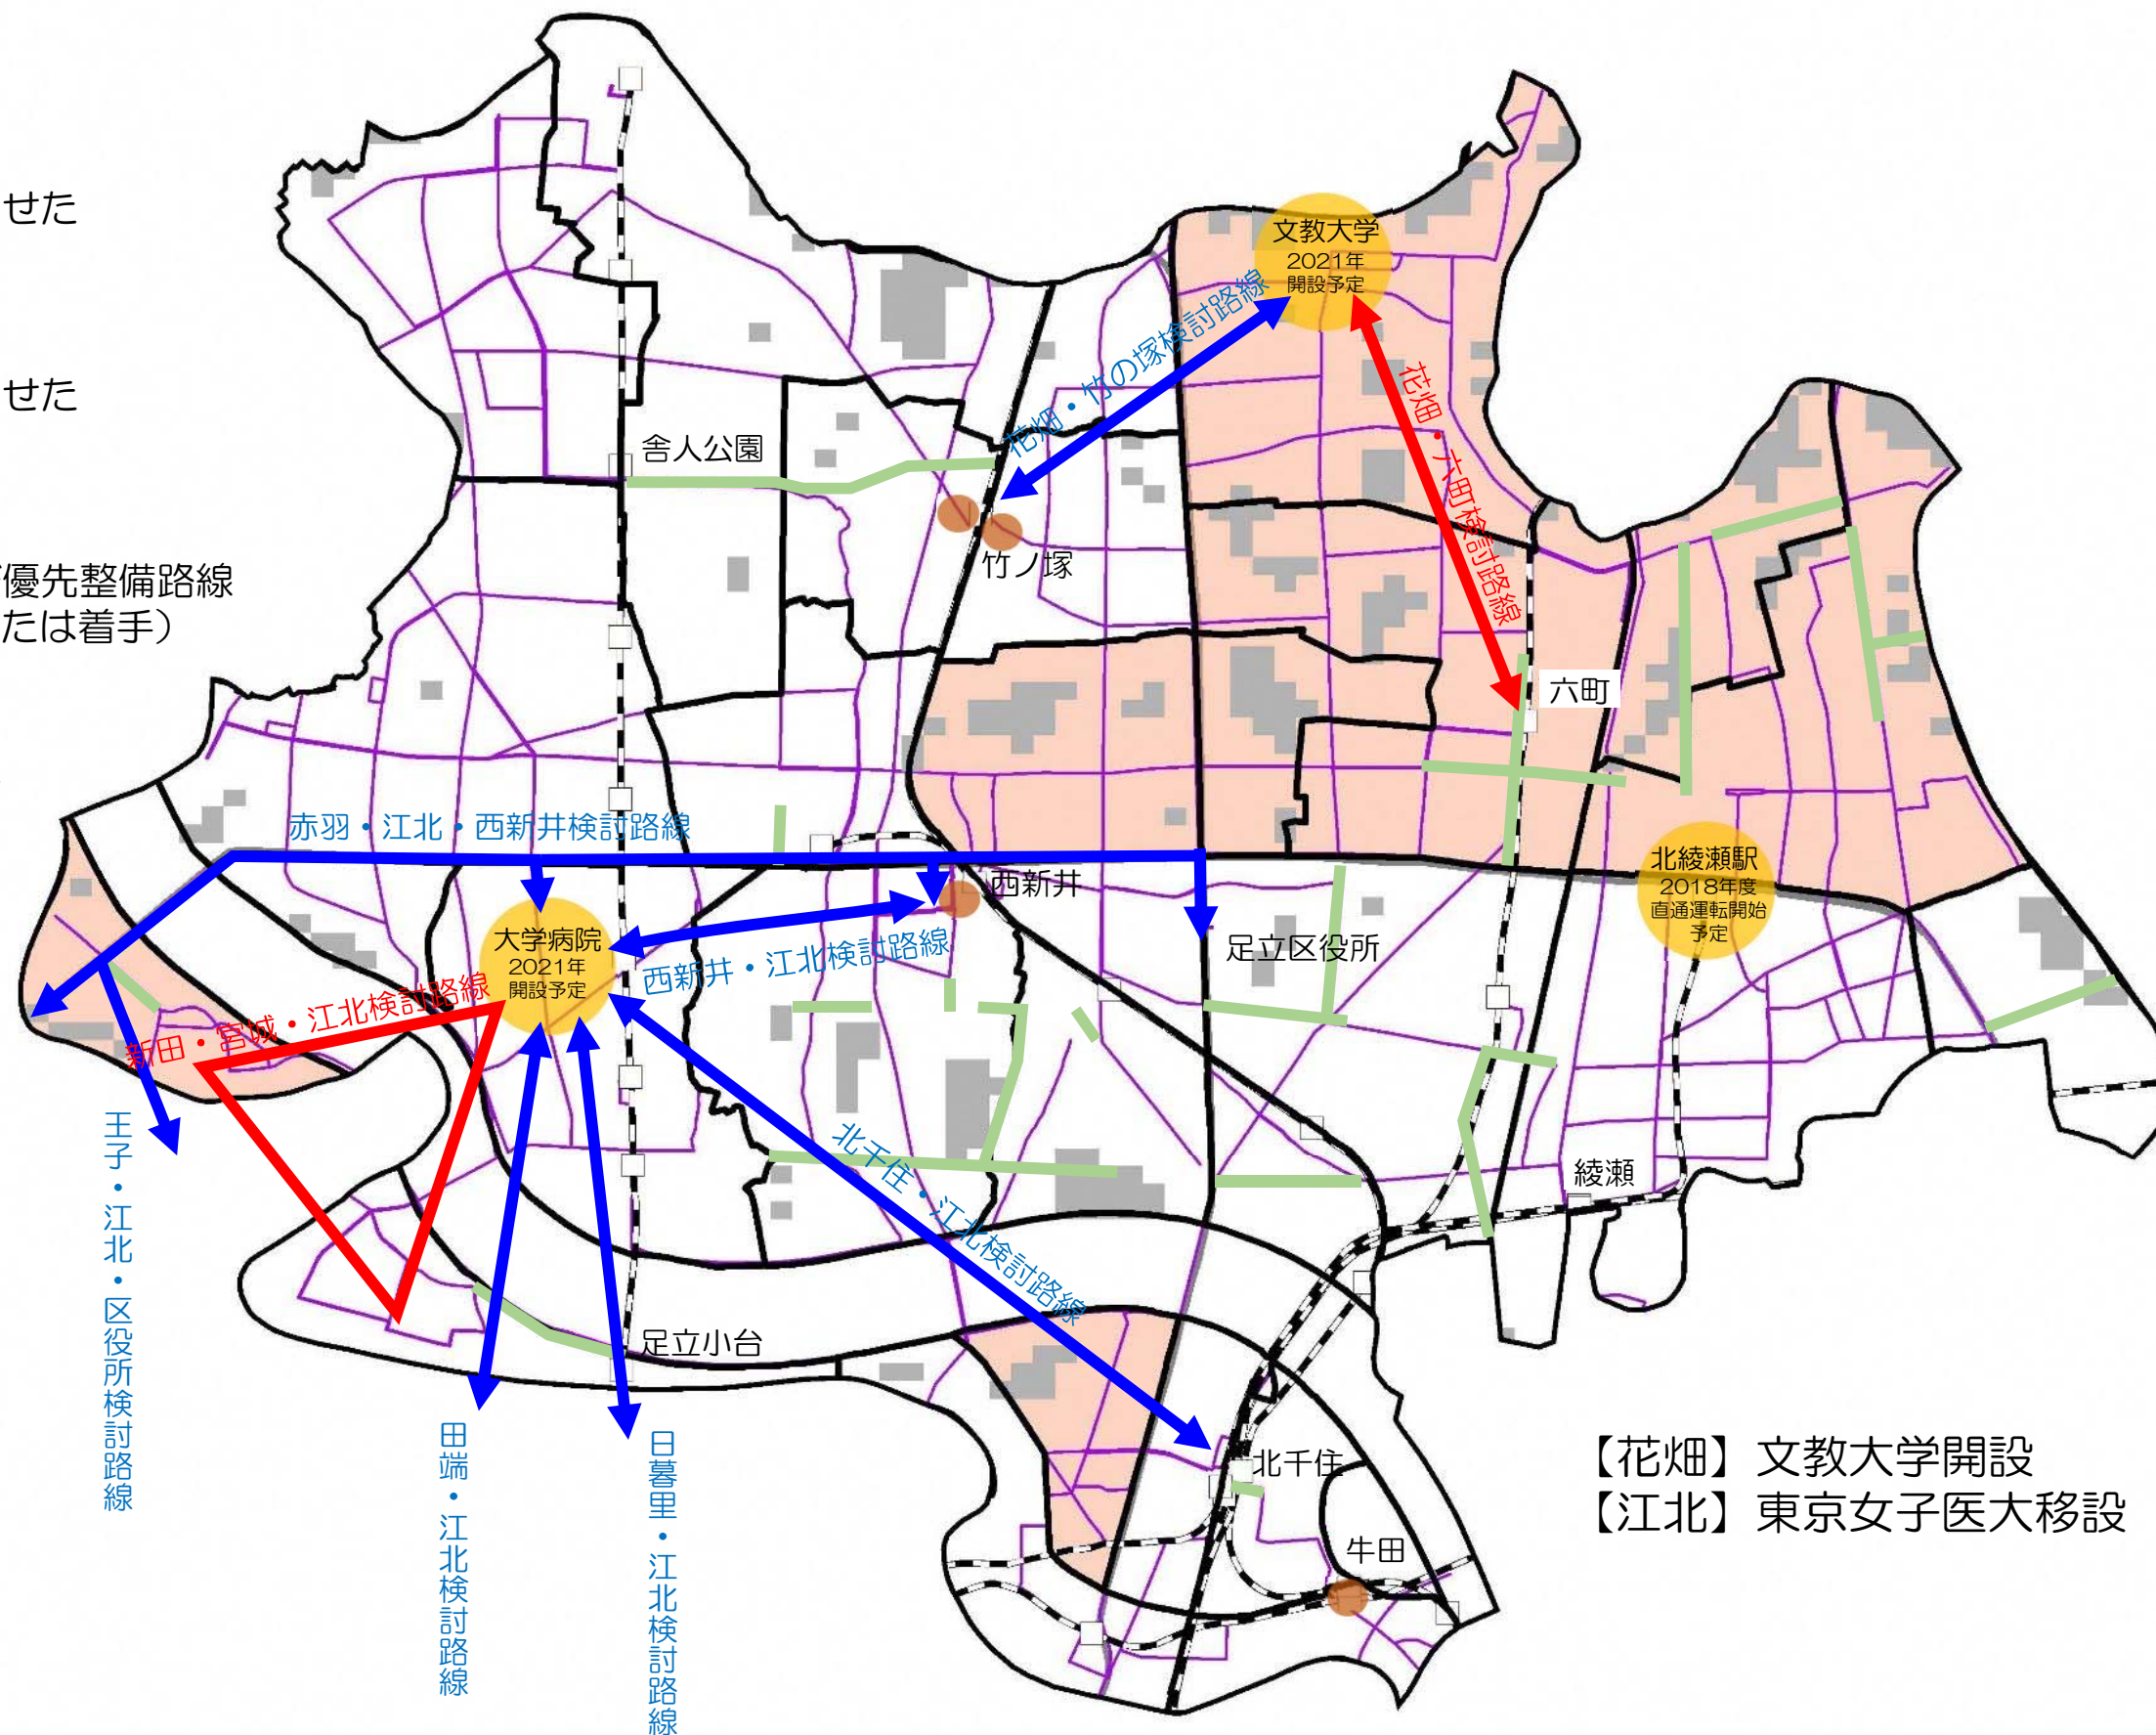 せた
せた
優先整備路線
たは着手）
文教大学
2021年
開設予定
花畑・竹の塚検討路線
花畑・六町検討路線
舎人公園
竹ノ塚
六町
赤羽・江北・西新井検討路線
西新井
北綾瀬駅
2018年度
直通運転開始
予定
大学病院
2021年
開設予定
西新井・江北検討路線
足立区役所
新田・宮城・江北検討路線
王子・江北・区役所検討路線
北千住・江北検討路線
綾瀬
足立小台
田端・江北検討路線
日暮里・江北検討路線
北千住
牛田
【花畑】文教大学開設
【江北】東京女子医大移設